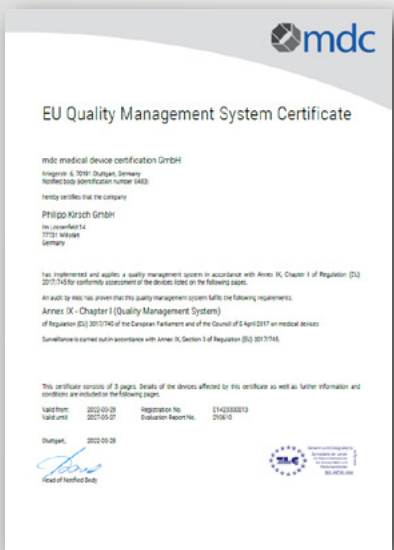 mdc
EU Quality Management System Certificate
mdc medical device certification GmbH
Kriegerstr. 6, 70191 Stuttgart, Germany
Notified body identification number 0483
hereby certifies that the company
Philipp Kirsch GmbH
Im Lossenfeld 14
77731 Willstätt
Germany
has implemented and applies a quality management system in accordance with Annex IX, Chapter I of Regulation (EU)
2017/745 for conformity assessment of the devices listed on the following pages.
An audit by mdc has proven that this quality management system fulfils the following requirements:
Annex IX - Chapter I (Quality Management System)
of Regulation (EU) 2017/745 of the European Parliament and of the Council of 5 April 2017 on medical devices
Surveillance is carried out in accordance with Annex IX, Section 3 of Regulation (EU) 2017/745.
This certificate consists of 3 pages. Details of the devices affected by this certificate as well as further information and
conditions are included on the following pages.
Valid from: 2022-03-28 Registration No.
Valid until: 2027-03-27 Evaluation Report No.
Stuttgart, 2022-03-28
Head of Notified Body
ZLG